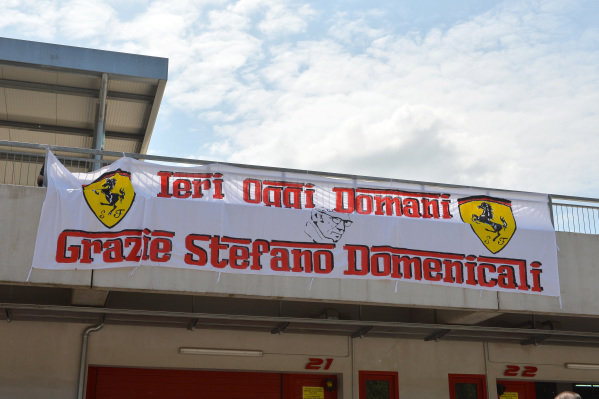 Ieri Oggi Domani
Grazie Stefano Domenicali
S F
S F
21
22